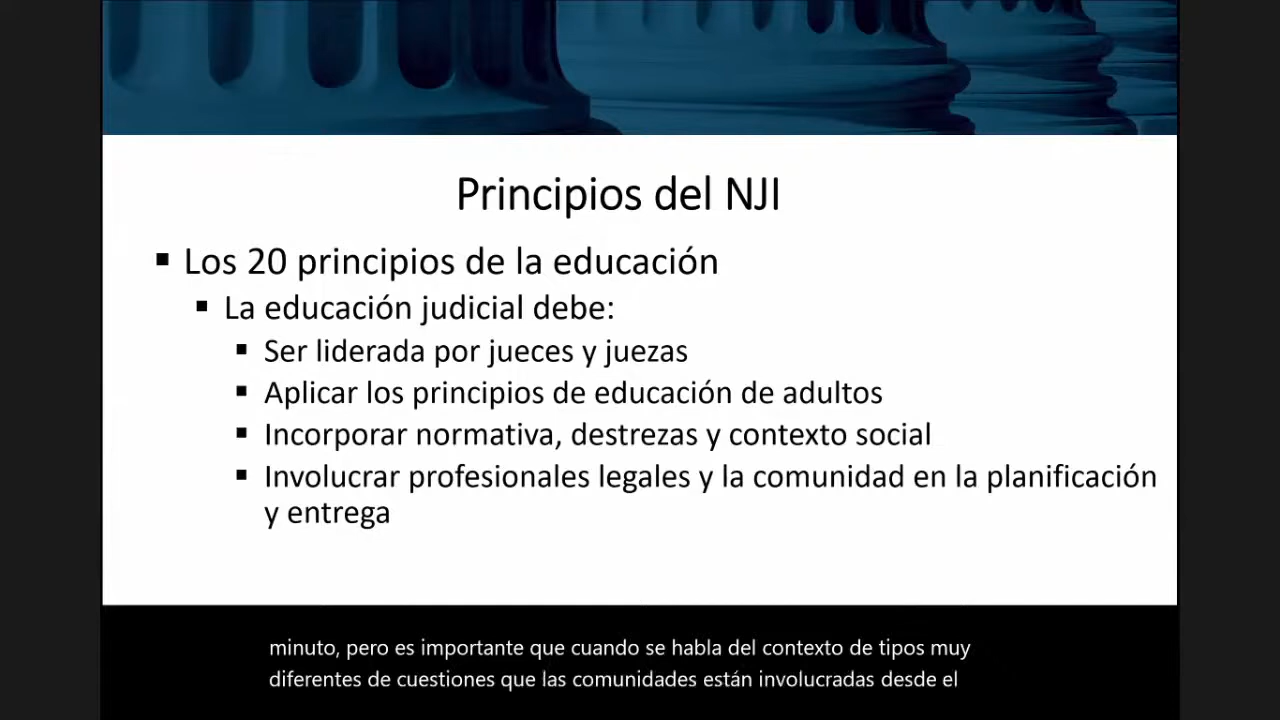 Principios del NJI
▪ Los 20 principios de la educación
▪ La educación judicial debe:
▪ Ser liderada por jueces y juezas
▪ Aplicar los principios de educación de adultos
▪ Incorporar normativa, destrezas y contexto social
▪ Involucrar profesionales legales y la comunidad en la planificación
y entrega
minuto, pero es importante que cuando se habla del contexto de tipos muy
diferentes de cuestiones que las comunidades están involucradas desde el